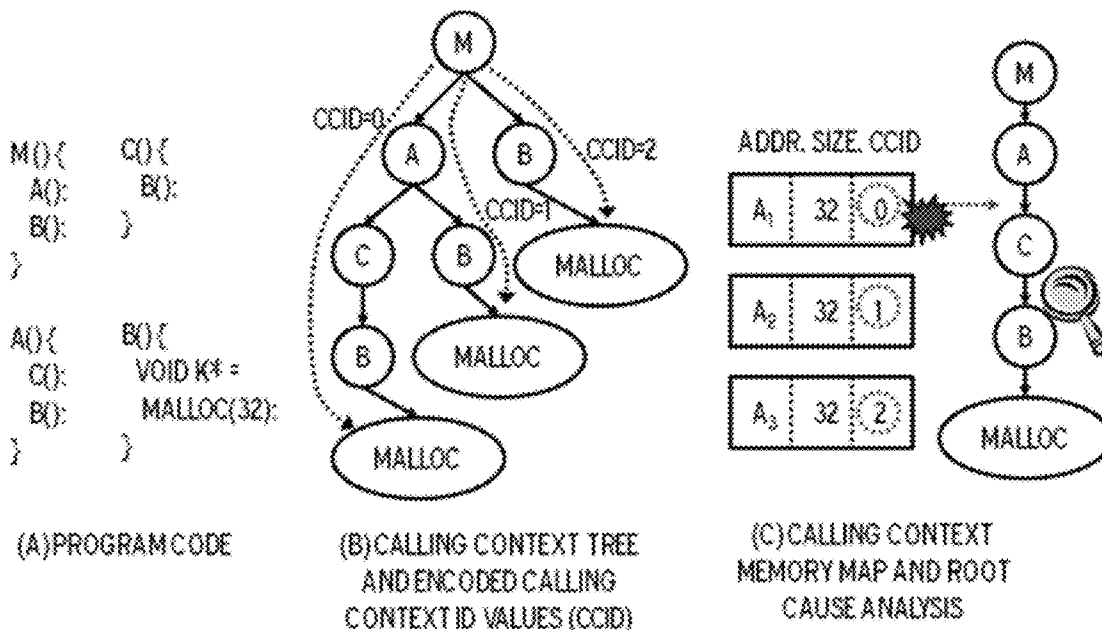 M(){
A();
B();
}
C(){
B();
}
A(){
C();
B();
}
B(){
VOID K* =
MALLOC(32);
}
(A)PROGRAM CODE
M
CCID=0
A
B
CCID=2
CCID=1
C
B
MALLOC
B
MALLOC
MALLOC
(B)CALLING CONTEXT TREE
AND ENCODED CALLING
CONTEXT ID VALUES (CCID)
ADDR. SIZE. CCID
A1 32 0
A2 32 1
A3 32 2
M
A
C
B
MALLOC
(C)CALLING CONTEXT
MEMORY MAP AND ROOT
CAUSE ANALYSIS